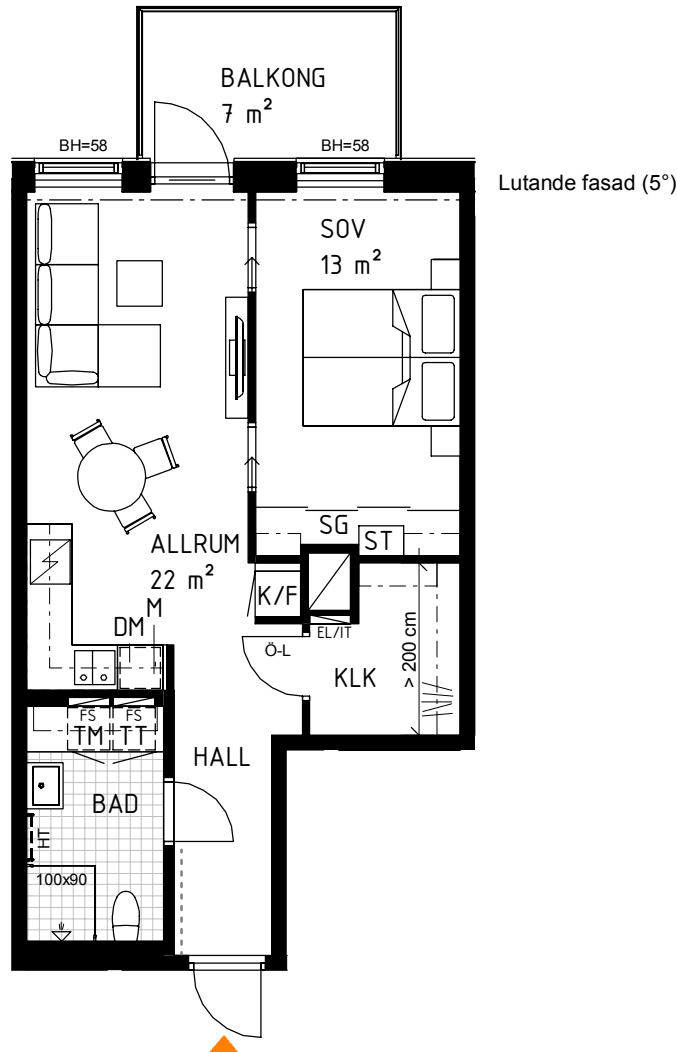 BALKONG
7 m²
BH=58
BH=58
Lutande fasad (5°)
SOV
13 m²
SG
ST
ALLRUM
22 m²
K/F
M
DM
EL/IT
Ö-L
KLK
> 200 cm
FS
FS
TM
TT
HALL
BAD
HT
100x90